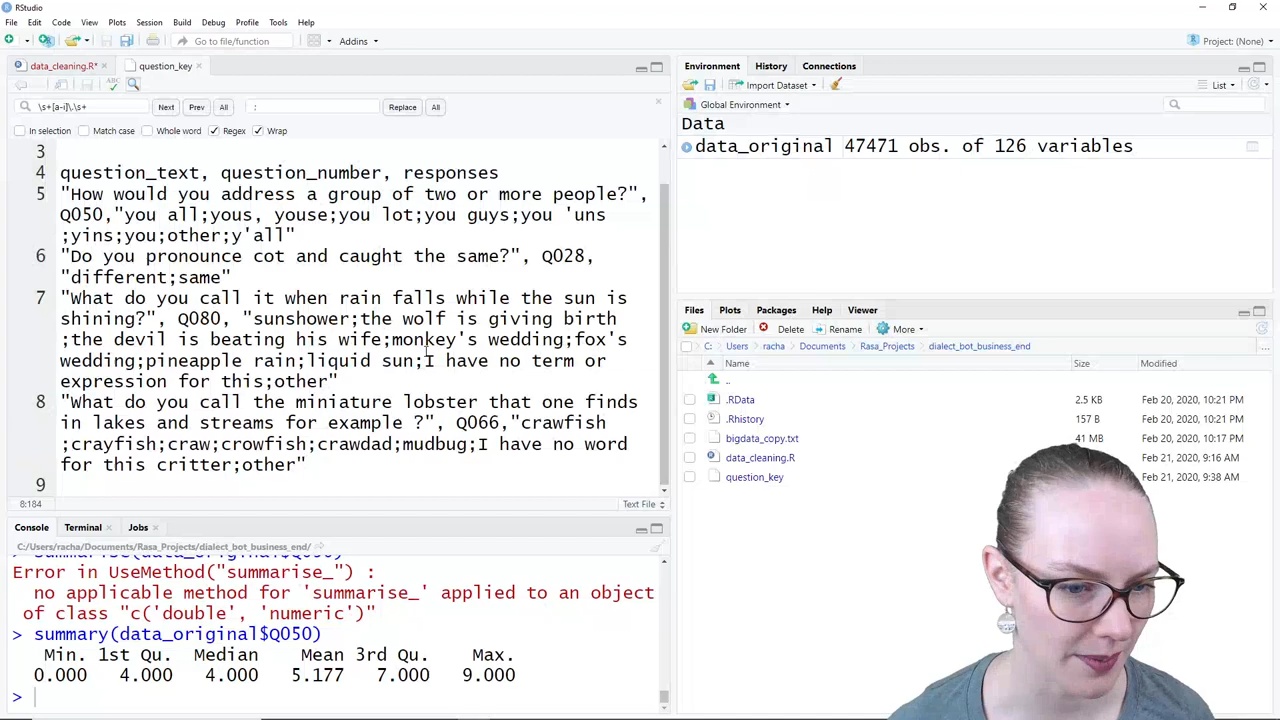 RStudio
File Edit Code View Plots Session Build Debug Profile Tools Help
Go to file/function
Addins
Project: (None)
data_cleaning.R*
question_key
\s+[a-i]\.\s+
Next
Prev
All
:
Replace
All
In selection
Match case
Whole word
Regex
Wrap
3
4 question_text, question_number, responses
5 "How would you address a group of two or more people?",
Q050,"you all;yous, youse;you lot;you guys;you 'uns
;yins;you;other;y'all"
6 "Do you pronounce cot and caught the same?", Q028,
"different;same"
7 "What do you call it when rain falls while the sun is
shining?", Q080, "sunshower;the wolf is giving birth
;the devil is beating his wife;monkey's wedding;fox's
wedding;pineapple rain;liquid sun;I have no term or
expression for this;other"
8 "What do you call the miniature lobster that one finds
in lakes and streams for example ?", Q066,"crawfish
;crayfish;craw;crowfish;crawdad;mudbug;I have no word
for this critter;other"
9
8:184
Text File
Console
Terminal
Jobs
C:/Users/racha/Documents/Rasa_Projects/dialect_bot_business_end/
> summarise(data_original$Q050)
Error in UseMethod("summarise_") :
no applicable method for 'summarise_' applied to an object
of class "c('double', 'numeric')"
> summary(data_original$Q050)
Min. 1st Qu. Median Mean 3rd Qu. Max.
0.000 4.000 4.000 5.177 7.000 9.000
>
Environment
History
Connections
Import Dataset
List
Global Environment
Data
data_original 47471 obs. of 126 variables
Files
Plots
Packages
Help
Viewer
New Folder
Delete
Rename
More
C: Users racha Documents Rasa_Projects dialect_bot_business_end
...
Name Size Modified
..
.RData 2.5 KB Feb 20, 2020, 10:21 PM
.Rhistory 157 B Feb 20, 2020, 10:21 PM
bigdata_copy.txt 41 MB Feb 20, 2020, 10:17 PM
data_cleaning.R Feb 21, 2020, 9:16 AM
question_key Feb 21, 2020, 9:38 AM